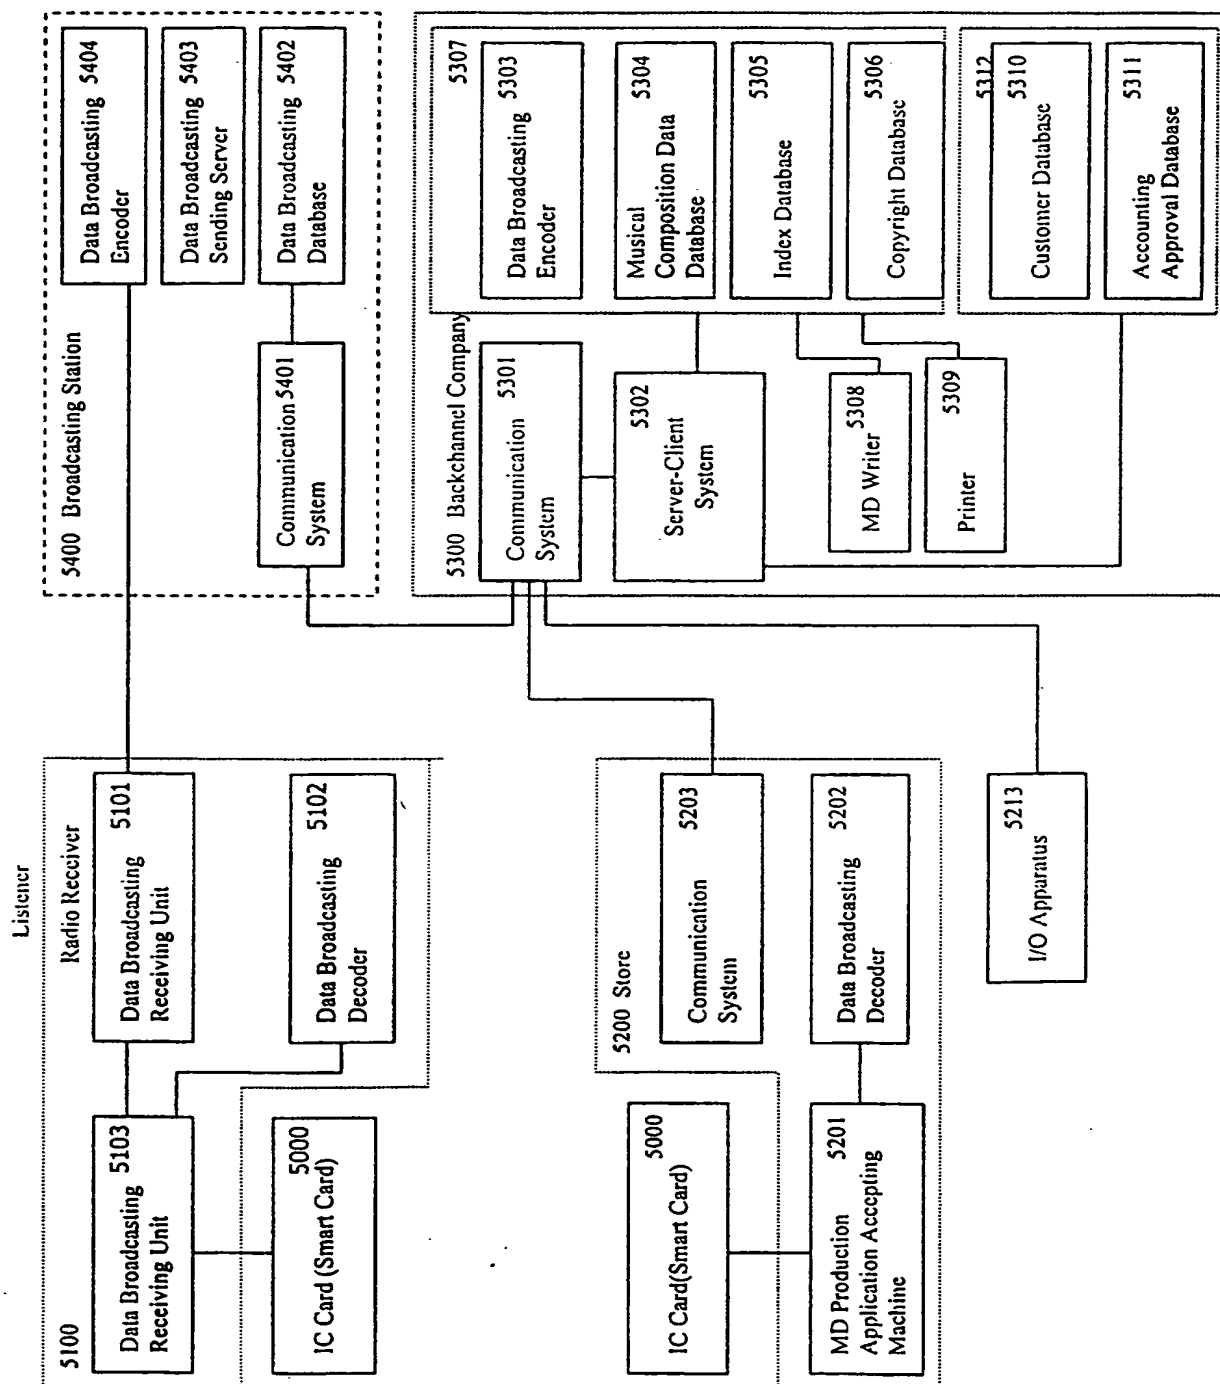 Listener
5100
Radio Receiver
Data Broadcasting
Receiving Unit
5103
Data Broadcasting
Receiving Unit
5101
Data Broadcasting
Decoder
5102
IC Card (Smart Card)
5000
5400 Broadcasting Station
Data Broadcasting
Encoder
5404
Data Broadcasting
Sending Server
5403
Data Broadcasting
Database
5402
Communication
System
5401
5300 Backchannel Company
Communication
System
5301
Server-Client
System
5302
5307
Data Broadcasting
Encoder
5303
Musical
Composition Data
Database
5304
Index Database
5305
Copyright Database
5306
MD Writer
5308
Printer
5309
5312
Customer Database
5310
Accounting
Approval Database
5311
5200 Store
Communication
System
5203
Data Broadcasting
Decoder
5202
IC Card(Smart Card)
5000
MD Production
Application Accepting
Machine
5201
I/O Apparatus
5213